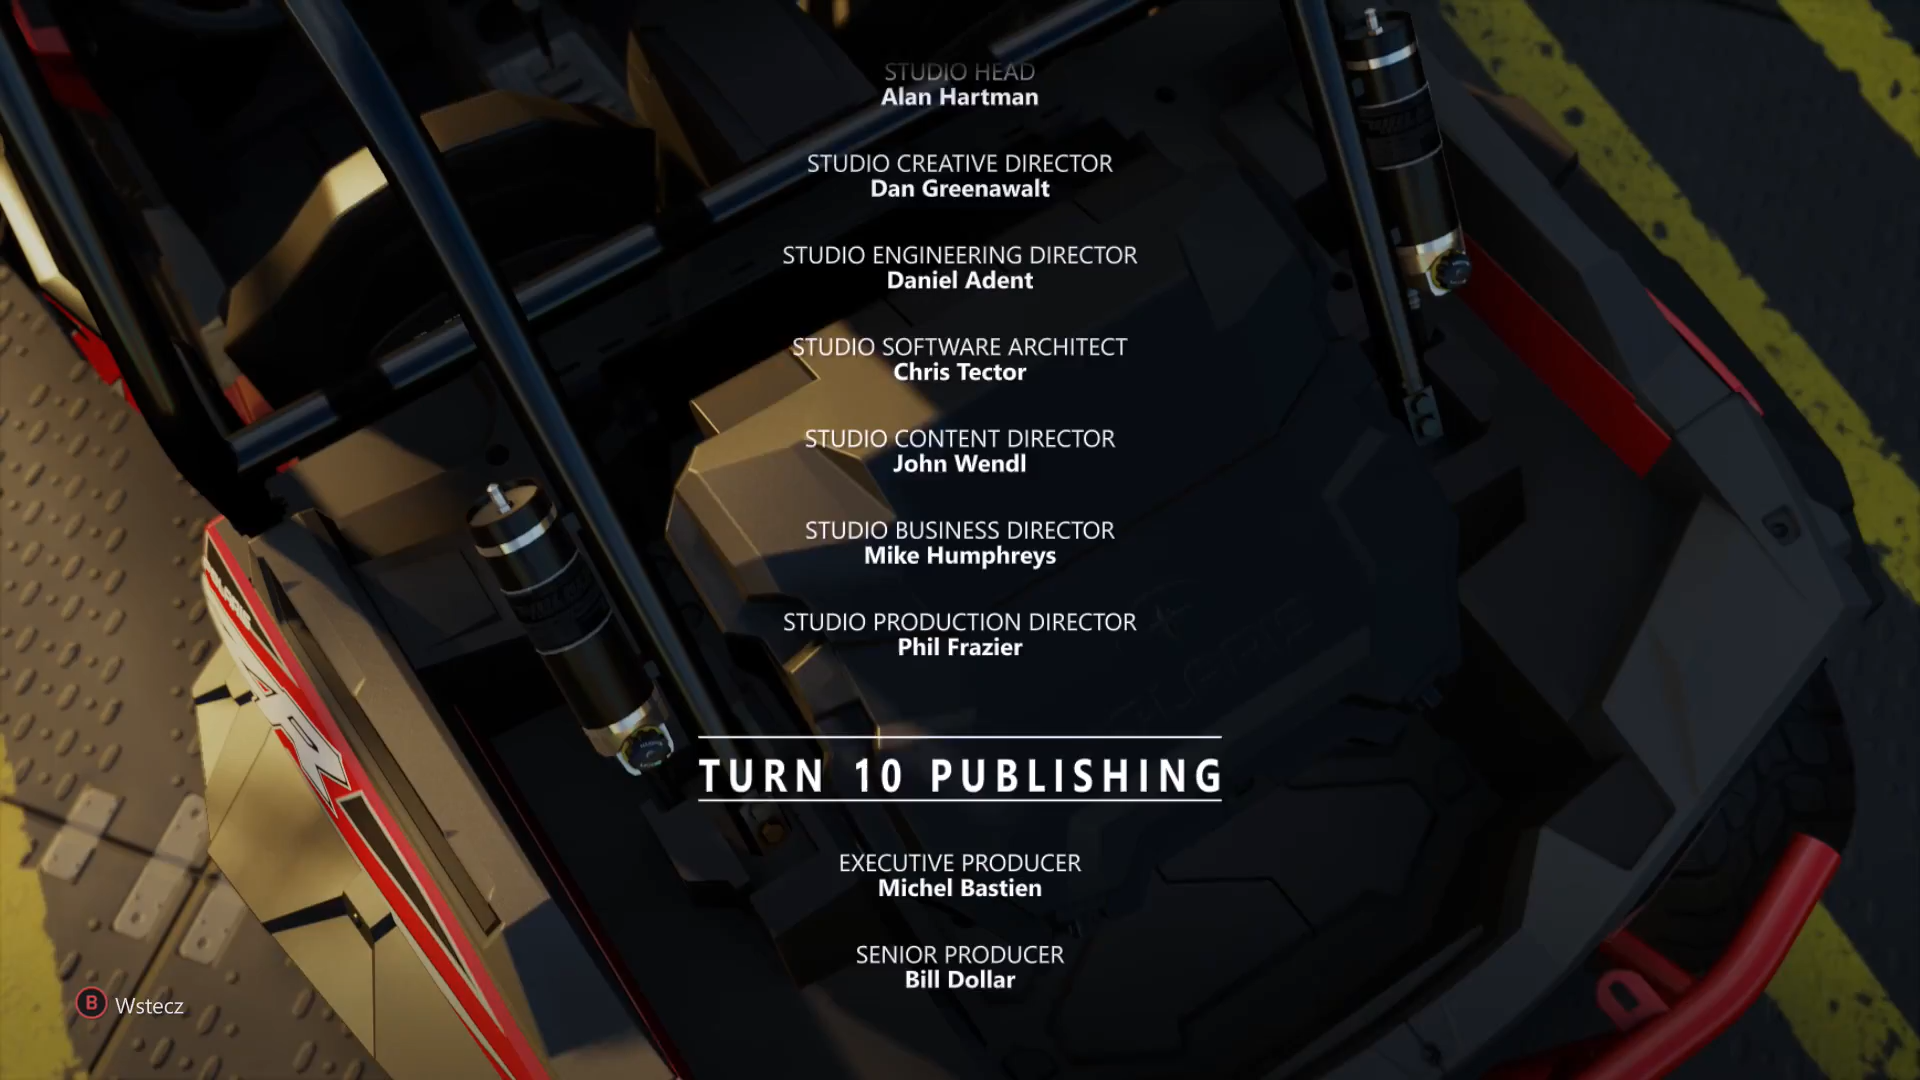 STUDIO HEAD
Alan Hartman
STUDIO CREATIVE DIRECTOR
Dan Greenawalt
STUDIO ENGINEERING DIRECTOR
Daniel Adent
STUDIO SOFTWARE ARCHITECT
Chris Tector
STUDIO CONTENT DIRECTOR
John Wendl
STUDIO BUSINESS DIRECTOR
Mike Humphreys
STUDIO PRODUCTION DIRECTOR
Phil Frazier
TURN 10 PUBLISHING
EXECUTIVE PRODUCER
Michel Bastien
SENIOR PRODUCER
Bill Dollar
B Wstecz